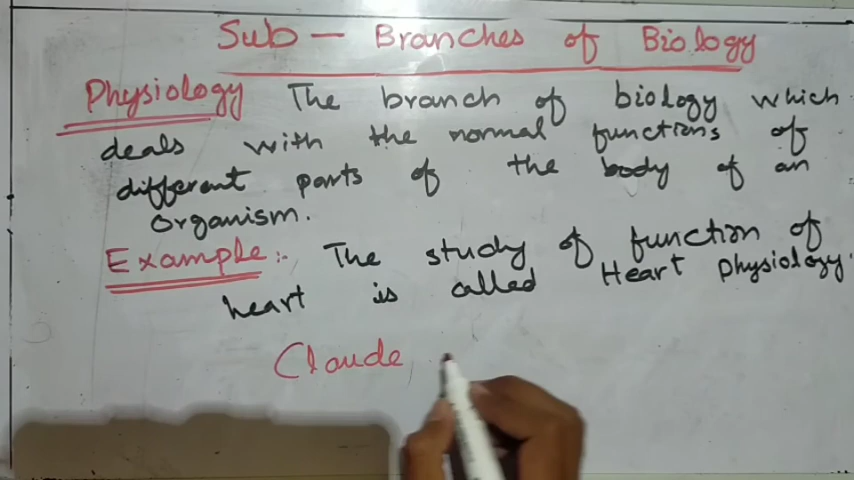 Sub - Branches of Biology
Physiology The branch of biology which
deals with the normal functions of
different parts of the body of an
organism.
Example:- The study of function of
heart is called Heart Physiology.
Claude